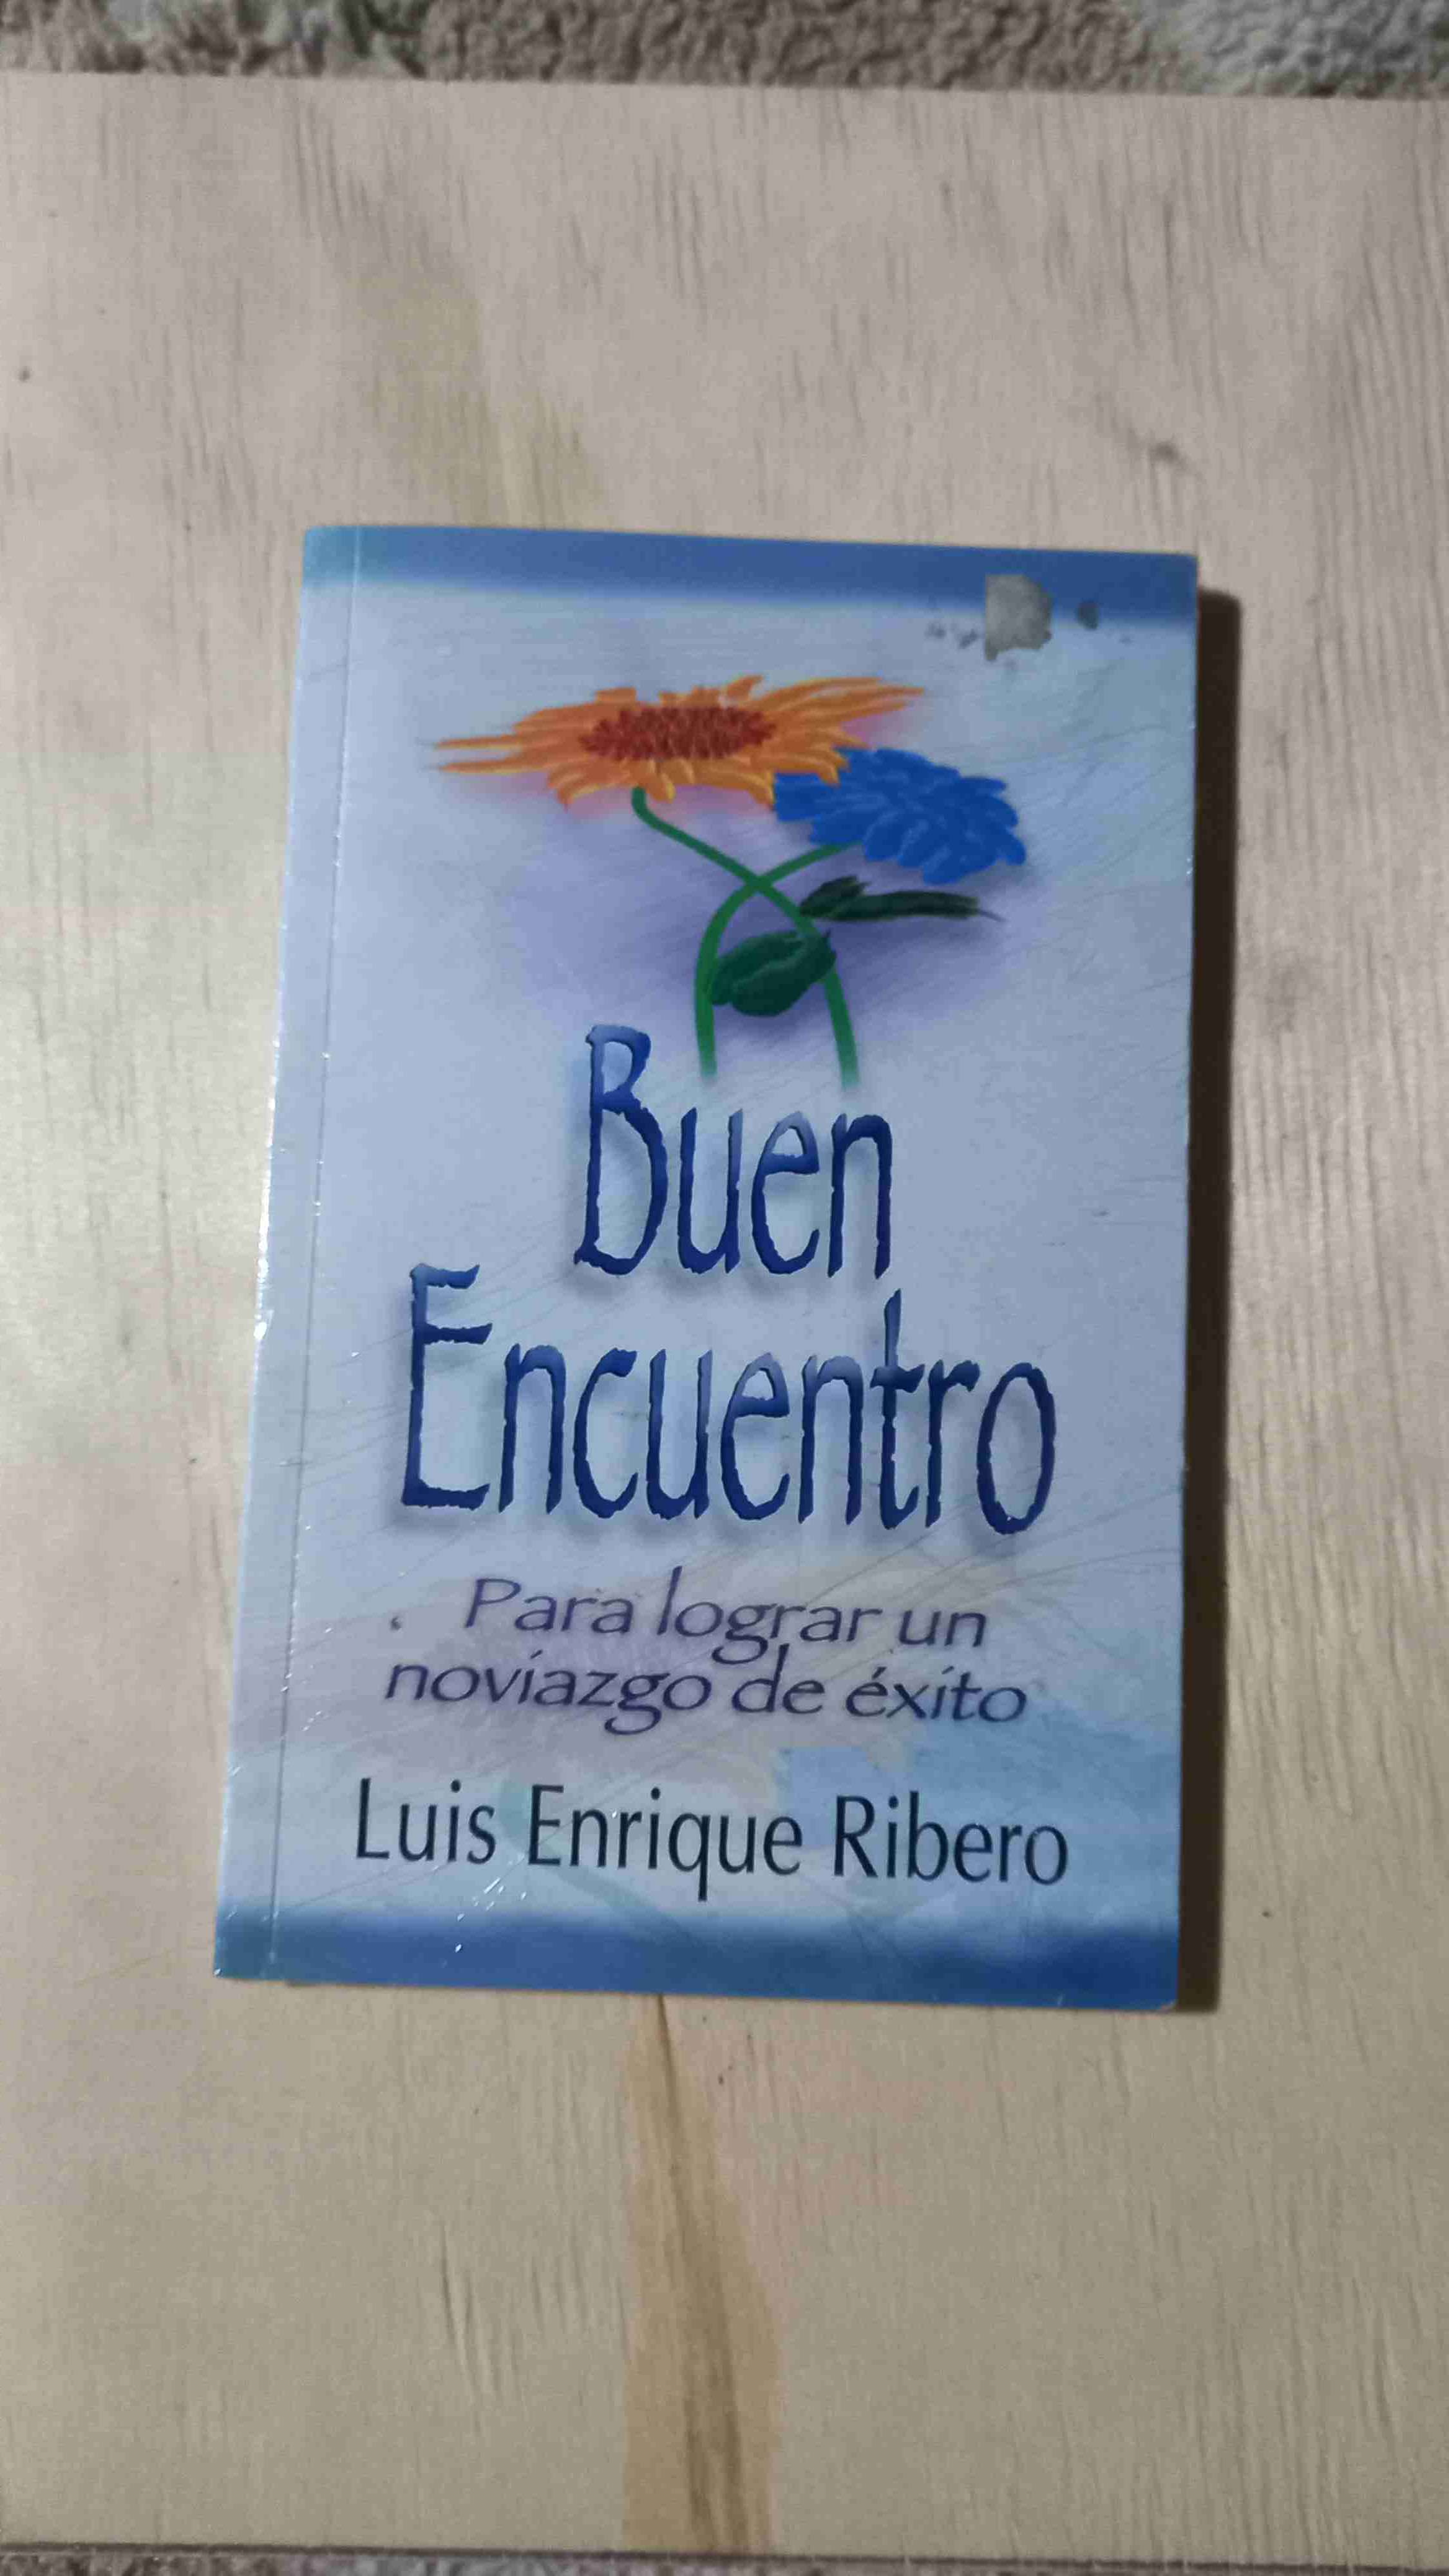 Buen
Encuentro
Para lograr un
noviazgo de éxito
Luis Enrique Ribero